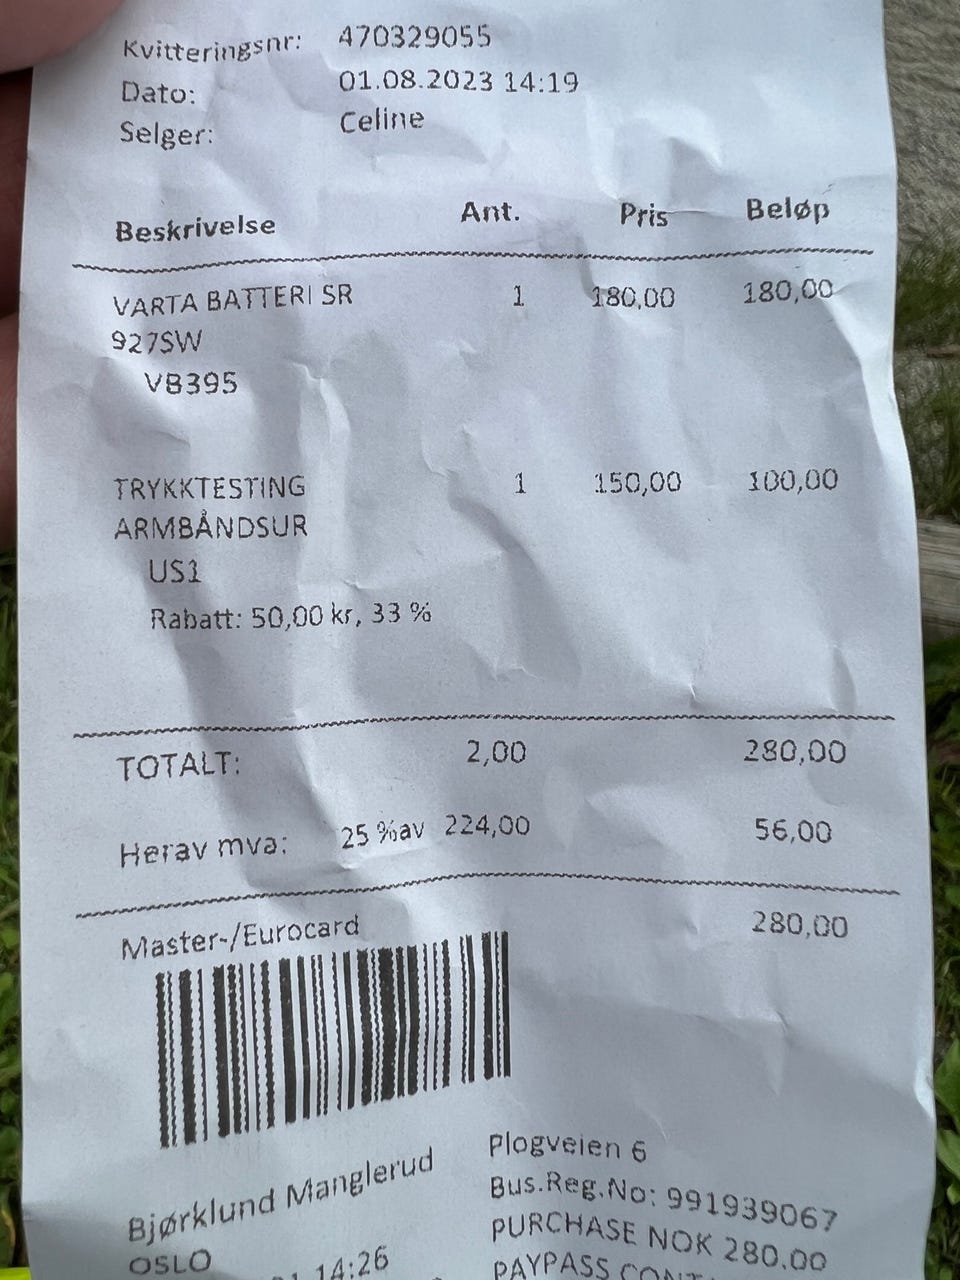 Kvitteringsnr: 470329055
Dato: 01.08.2023 14:19
Selger: Celine
Beskrivelse Ant. Pris Beløp
VARTA BATTERI SR 1 180,00 180,00
927SW
VB395
TRYKKTESTING 1 150,00 100,00
ARMBÅNDSUR
US1
Rabatt: 50,00 kr, 33 %
TOTALT: 2,00 280,00
Herav mva: 25 %av 224,00 56,00
Master-/Eurocard 280,00
Bjørklund Manglerud
OSLO
14:26
Plogveien 6
Bus.Reg.No: 991939067
PURCHASE NOK 280.00
PAYPASS